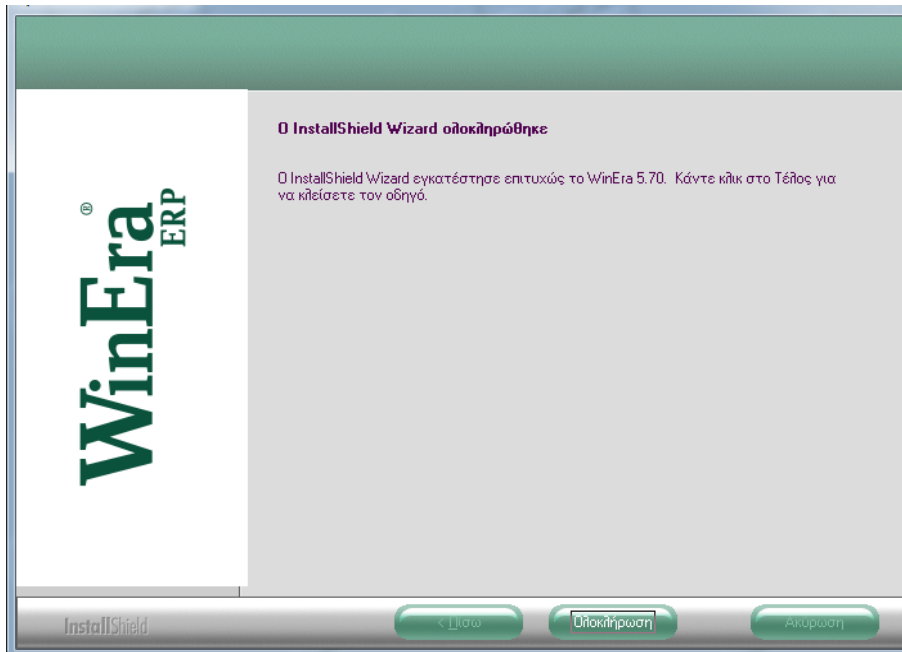 Ο InstallShield Wizard ολοκληρώθηκε
Ο InstallShield Wizard εγκατέστησε επιτυχώς το WinEra 5.70. Κάντε κλικ στο Τέλος για
να κλείσετε τον οδηγό.
WinEra®
ERP
InstallShield
< Πίσω
Ολοκλήρωση
Ακύρωση